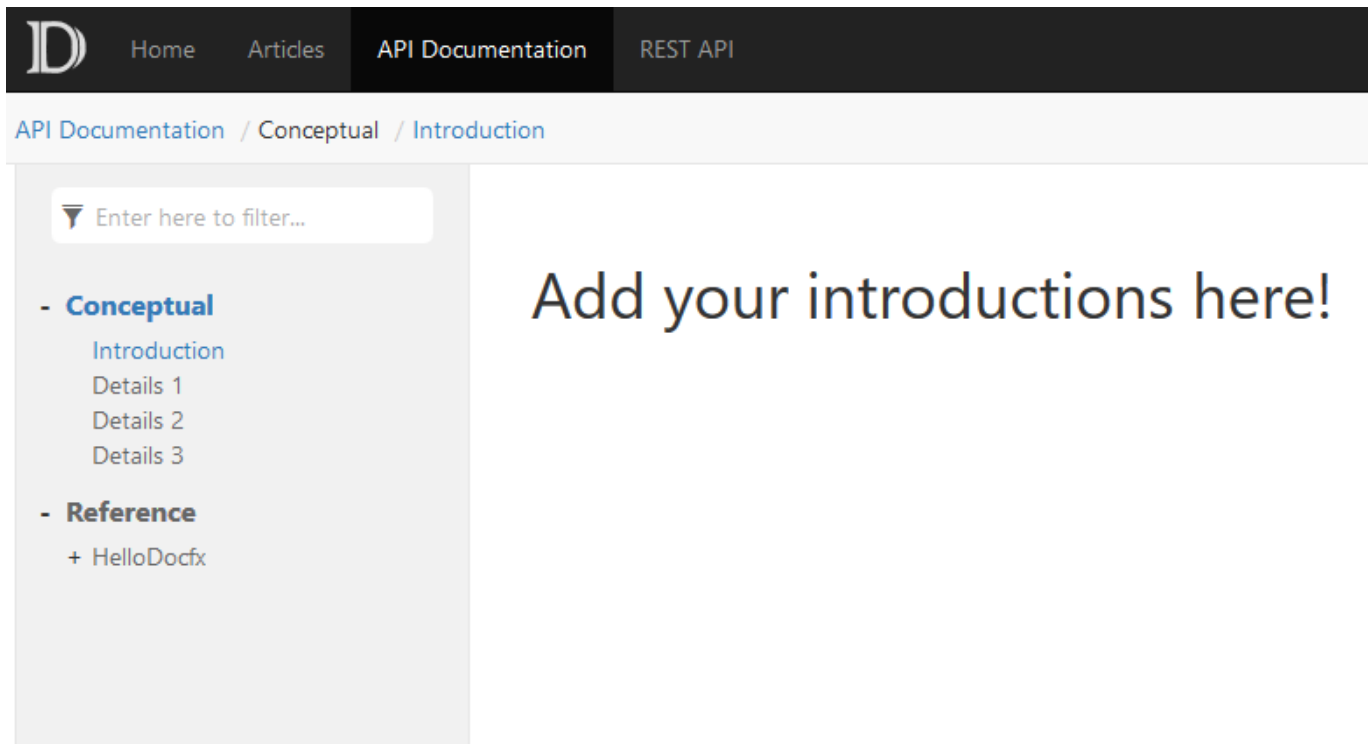 D Home Articles API Documentation REST API
API Documentation / Conceptual / Introduction
Enter here to filter...
- Conceptual
Introduction
Details 1
Details 2
Details 3
- Reference
+ HelloDocfx
Add your introductions here!